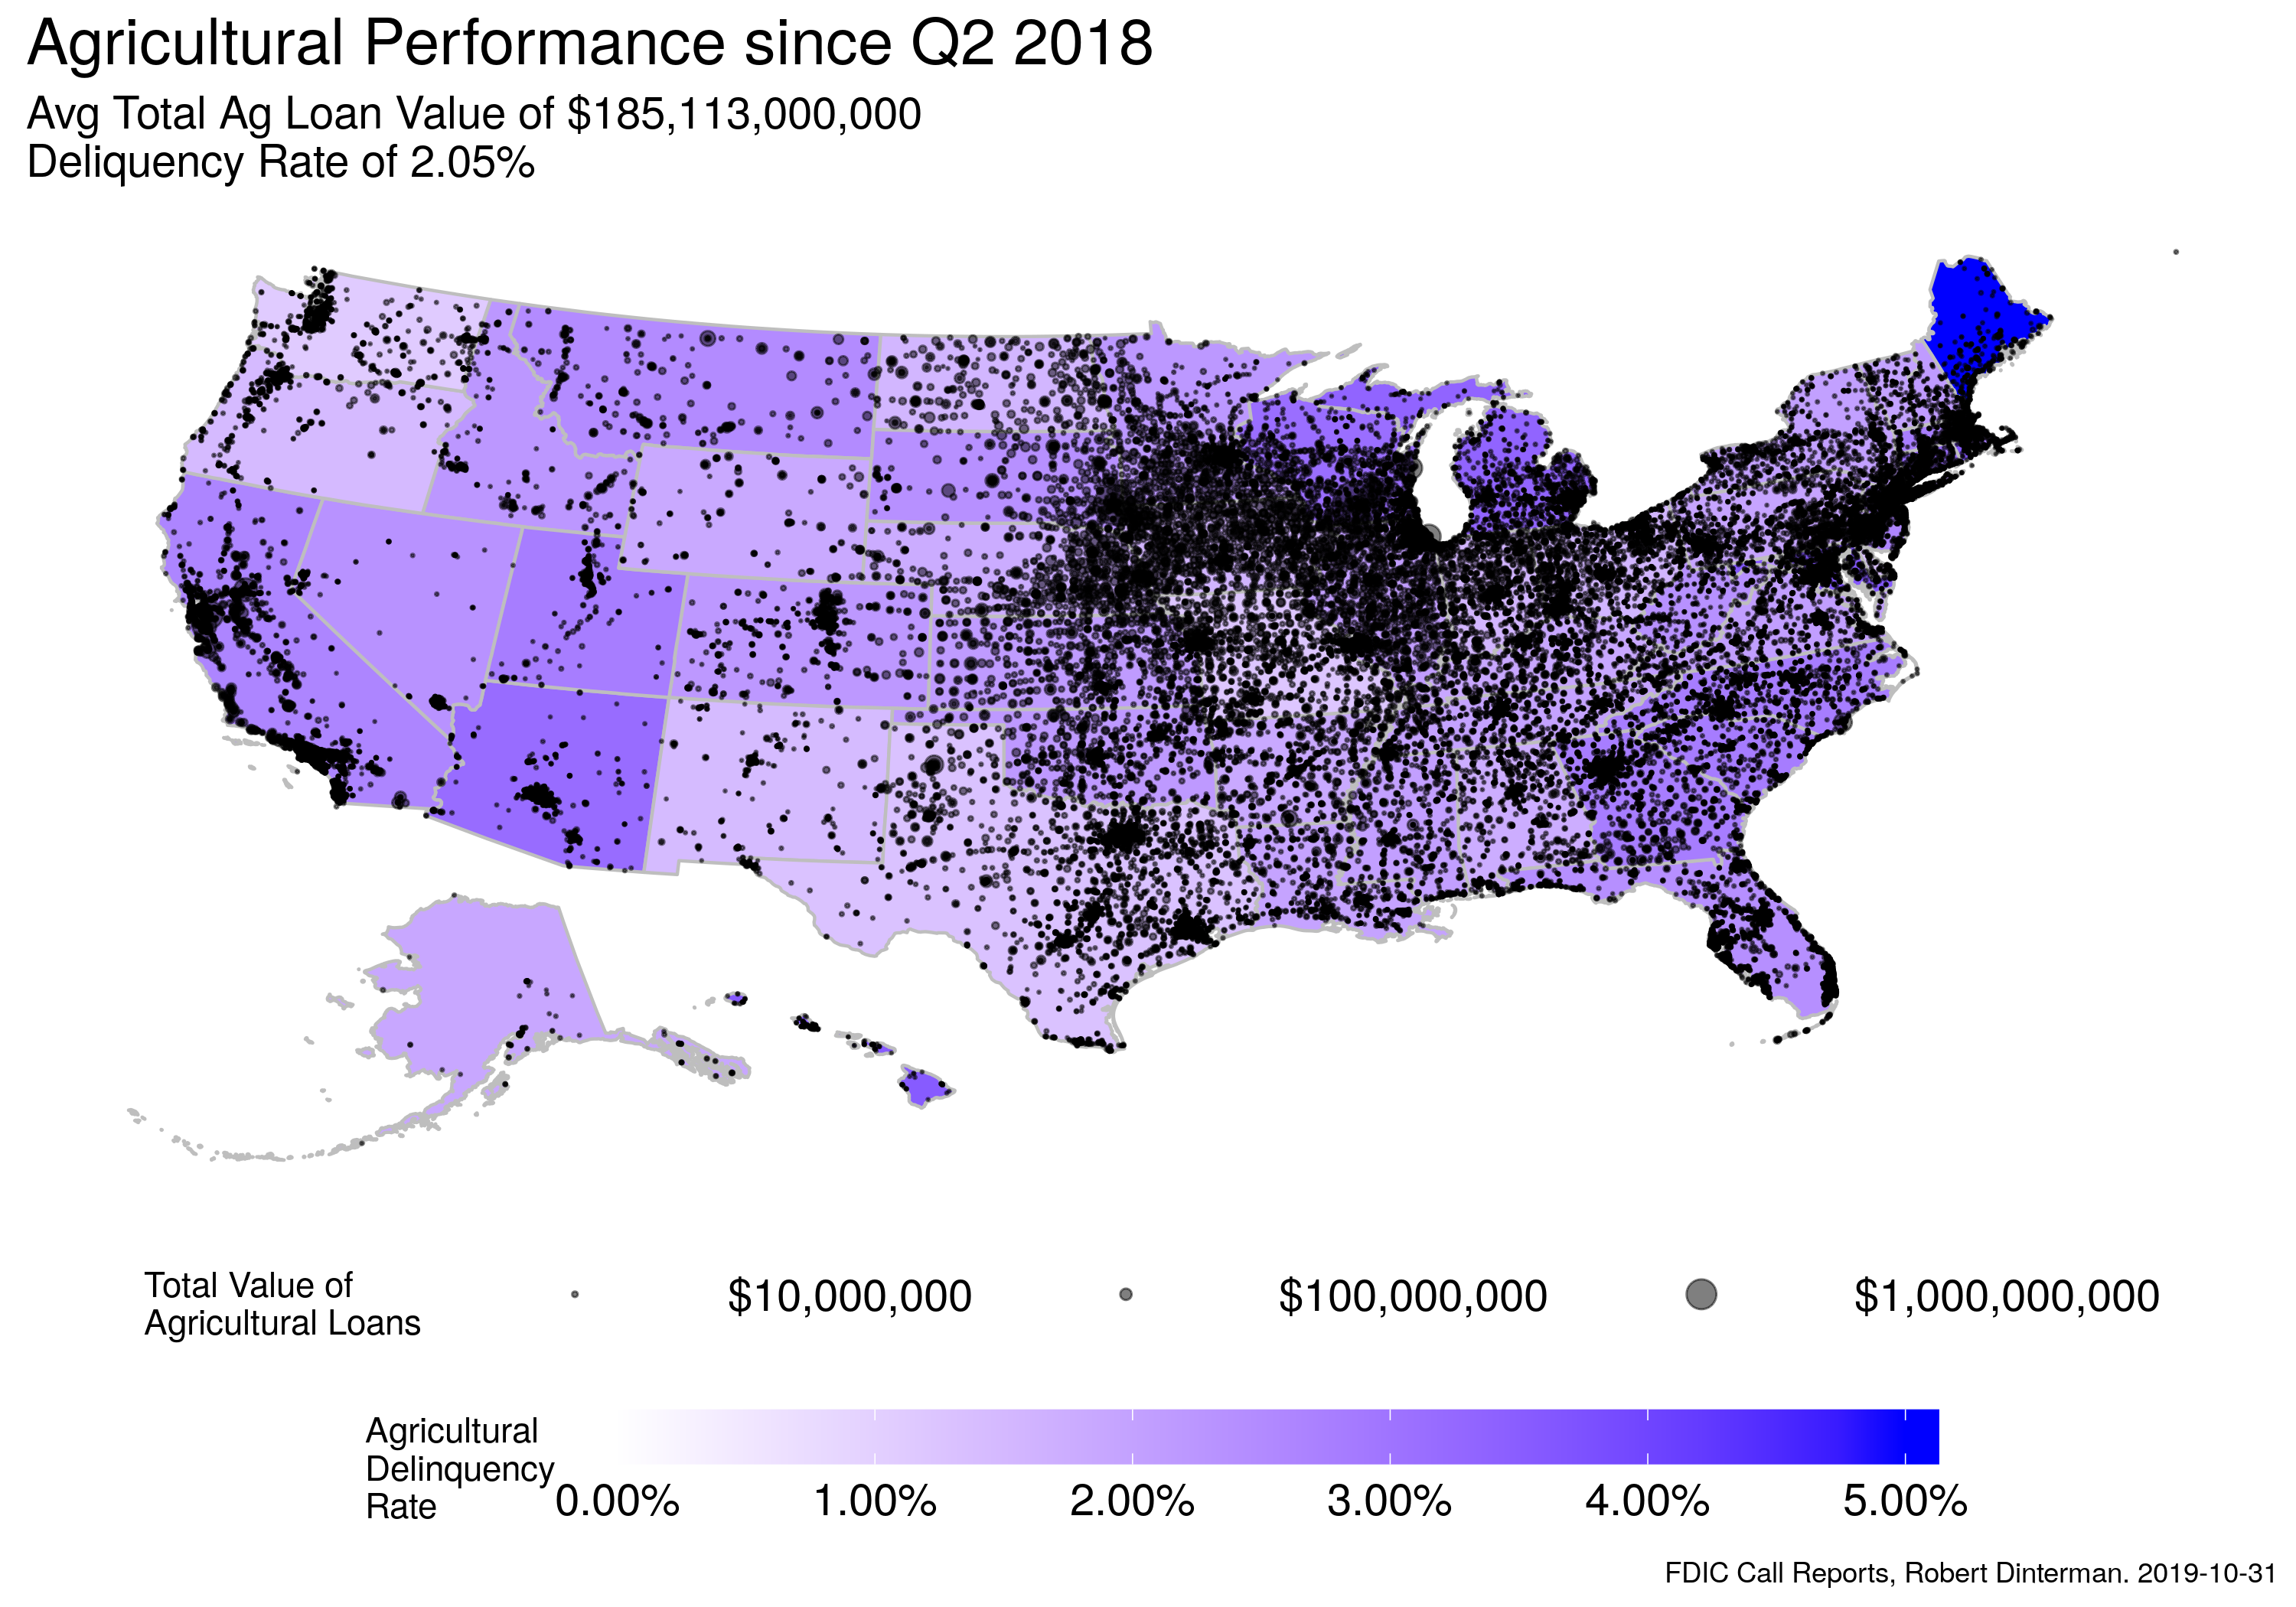 Agricultural Performance since Q2 2018
Avg Total Ag Loan Value of $185,113,000,000
Deliquency Rate of 2.05%
Total Value of
Agricultural Loans
$10,000,000
$100,000,000
$1,000,000,000
Agricultural
Delinquency
Rate
0.00%
1.00%
2.00%
3.00%
4.00%
5.00%
FDIC Call Reports, Robert Dinterman. 2019-10-31